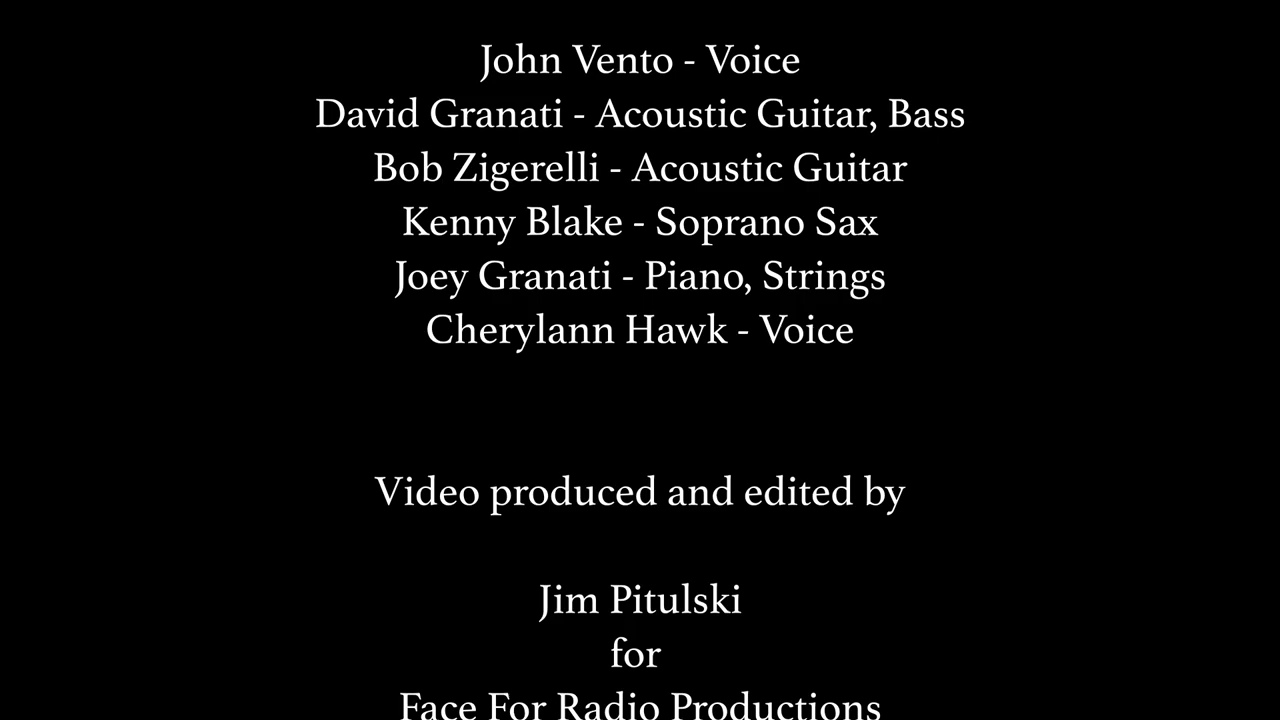 John Vento - Voice
David Granati - Acoustic Guitar, Bass
Bob Zigerelli - Acoustic Guitar
Kenny Blake - Soprano Sax
Joey Granati - Piano, Strings
Cherylann Hawk - Voice
Video produced and edited by
Jim Pitulski
for
Face For Radio Productions